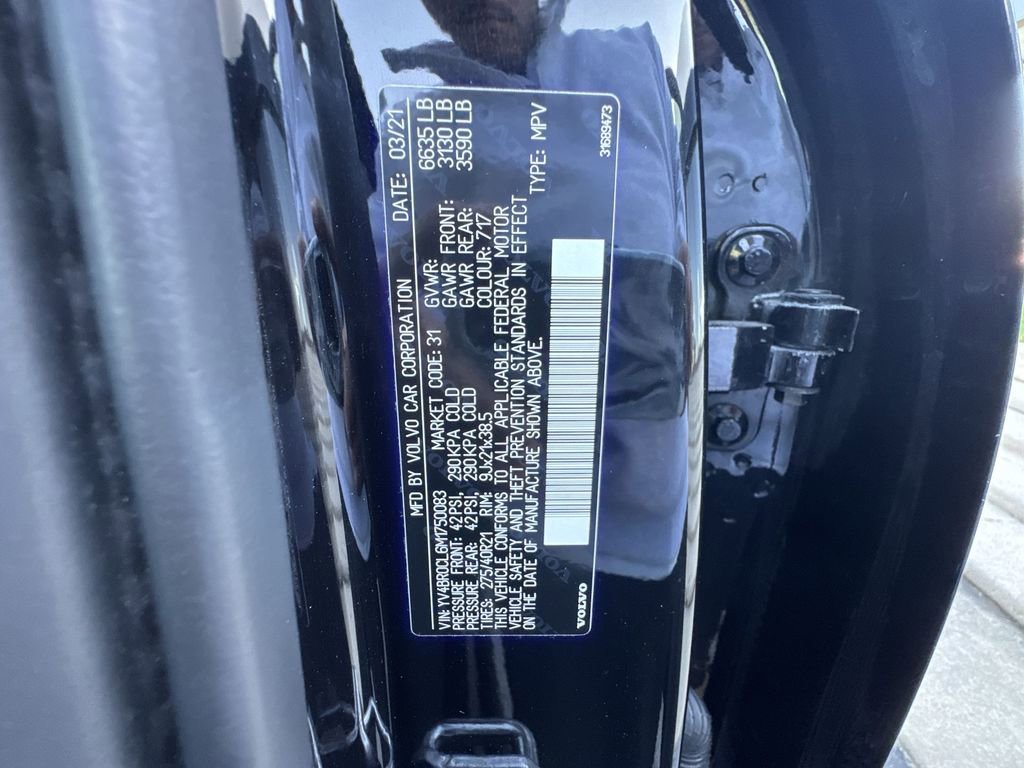 MFD BY VOLVO CAR CORPORATION DATE: 03/21
VIN: YV4BR0CL6M1750083 MARKET CODE: 31 GVWR: 6635 LB
PRESSURE FRONT: 42PSI, 290KPA COLD GAWR FRONT: 3130 LB
PRESSURE REAR: 42PSI, 290KPA COLD GAWR REAR: 3590 LB
TIRES: 275/40R21 RIM: 9Jx21x38.5 COLOUR: 717
THIS VEHICLE CONFORMS TO ALL APPLICABLE FEDERAL MOTOR
VEHICLE SAFETY AND THEFT PREVENTION STANDARDS IN EFFECT
ON THE DATE OF MANUFACTURE SHOWN ABOVE. TYPE: MPV
VOLVO 31689473